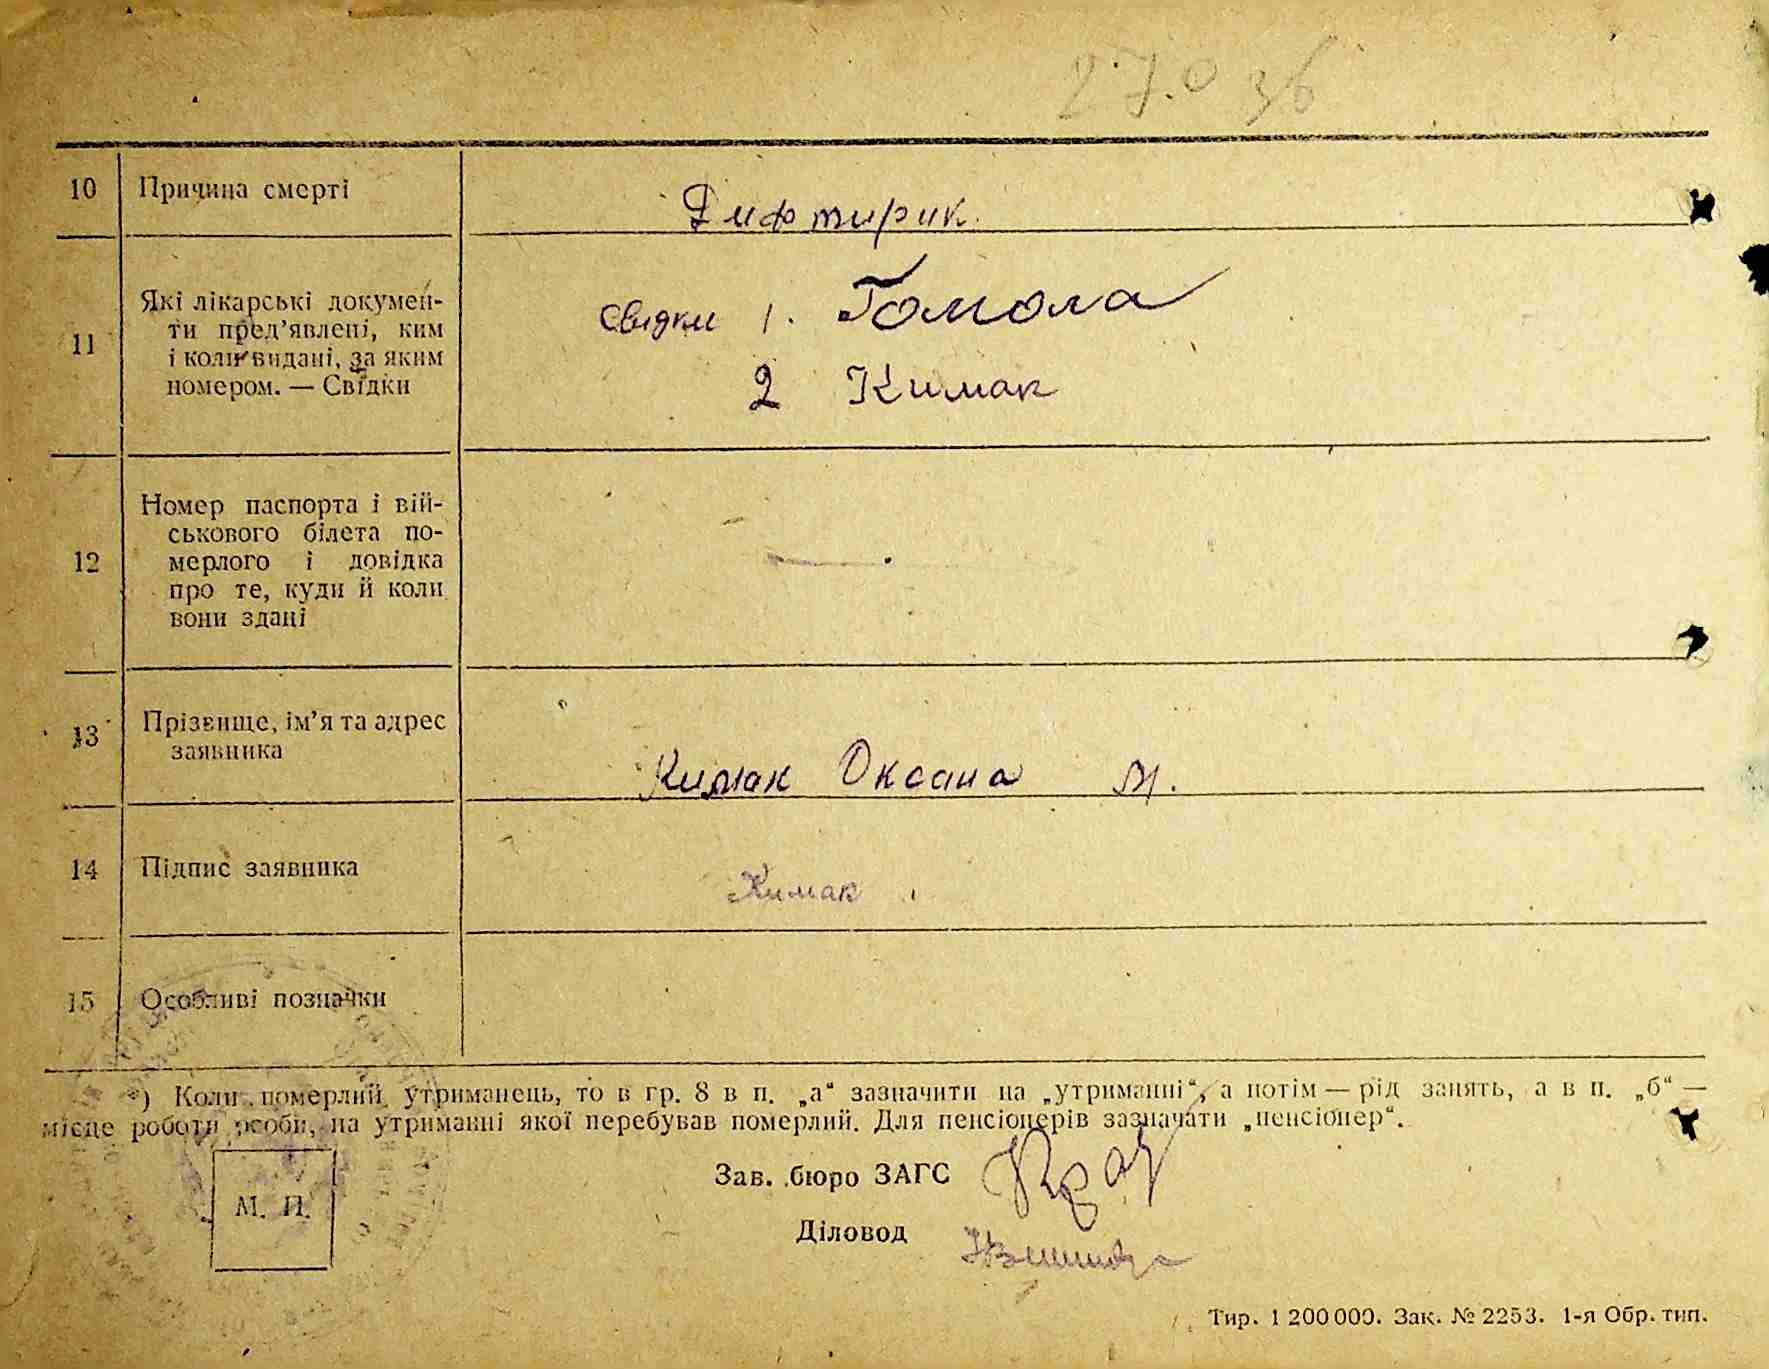 10 Причина смерті Дифтирик.
11 Які лікарські докумен-
ти пред’явлені, ким
і коли видані, за яким
номером. — Свідки
свидки 1. Гомола
2 Кимак
12 Номер паспорта і вій-
ськового білета по-
мерлого і довідка
про те, куди й коли
вони здані
13 Прізвище, ім’я та адрес
заявника
Кимак Оксана М.
14 Підпис заявника Кимак
15 Особливі позначки
*) Коли померлий утриманець, то в гр. 8 в п. „а“ зазначити на „утриманні“, а потім — рід занять, а в п. „б“ —
місце роботи особи, на утриманні якої перебував померлий. Для пенсіонерів зазначати „пенсіонер“.
М. П.
Зав. бюро ЗАГС
Діловод
Тир. 1 200 000. Зак. № 2253. 1-я Обр. тип.